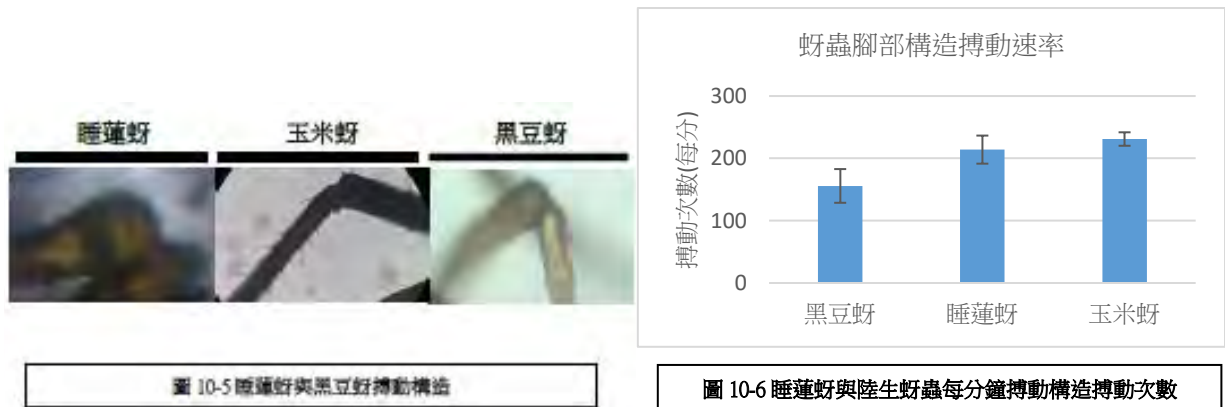 睡蓮蚜
玉米蚜
黑豆蚜
圖 10-5 睡蓮蚜與黑豆蚜搏動構造
蚜蟲腳部構造搏動速率
搏動次數(每分)
300
200
100
0
黑豆蚜
睡蓮蚜
玉米蚜
圖 10-6 睡蓮蚜與陸生蚜蟲每分鐘搏動構造搏動次數